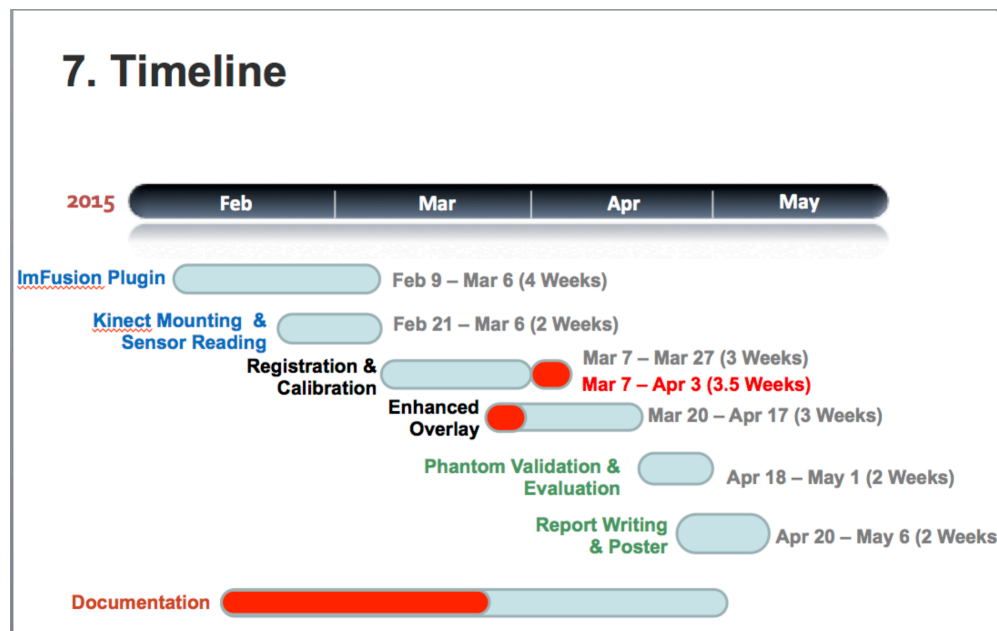 7. Timeline
2015 Feb Mar Apr May
ImFusion Plugin
Feb 9 – Mar 6 (4 Weeks)
Kinect Mounting &
Sensor Reading
Feb 21 – Mar 6 (2 Weeks)
Registration &
Calibration
Mar 7 – Mar 27 (3 Weeks)
Mar 7 – Apr 3 (3.5 Weeks)
Enhanced
Overlay
Mar 20 – Apr 17 (3 Weeks)
Phantom Validation &
Evaluation
Apr 18 – May 1 (2 Weeks)
Report Writing
& Poster
Apr 20 – May 6 (2 Weeks
Documentation